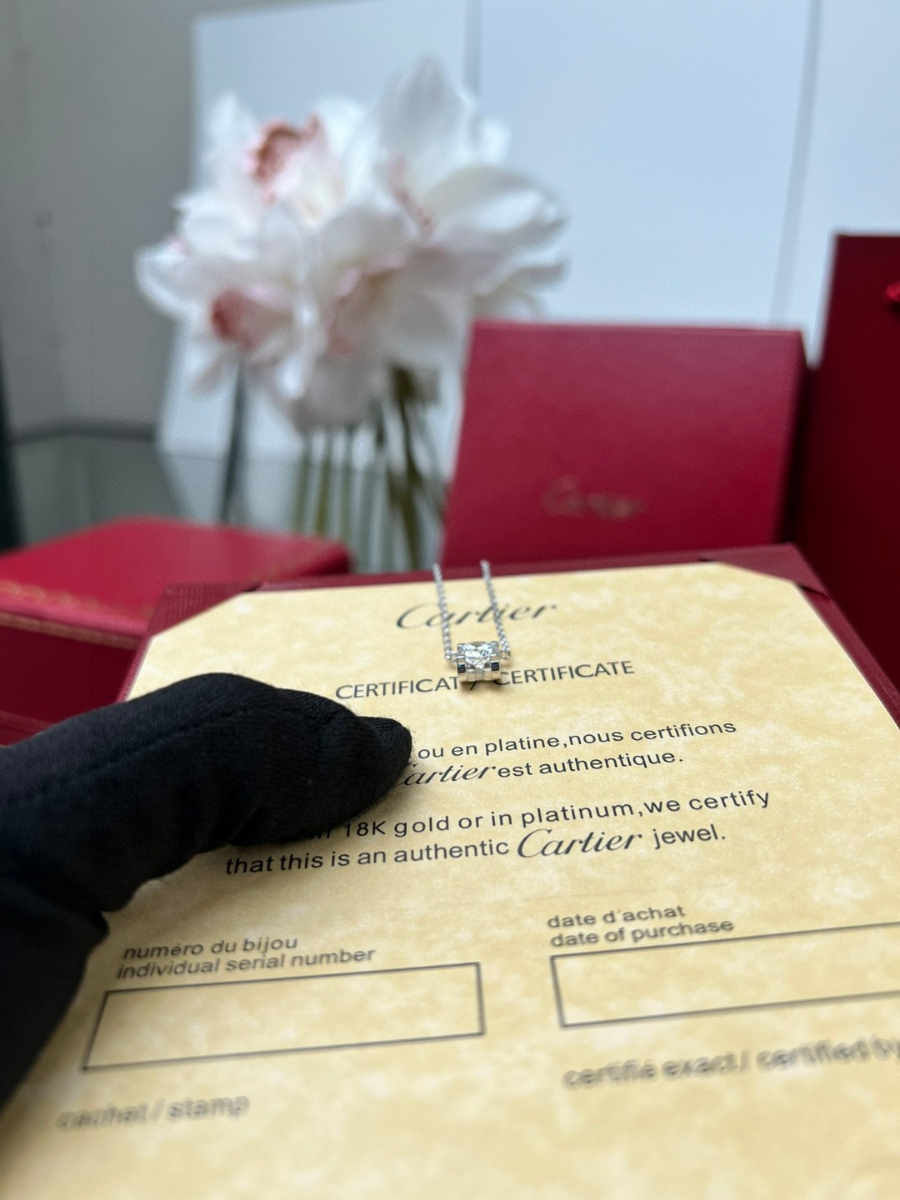 Cartier
Cartier
CERTIFICAT / CERTIFICATE
ou en platine,nous certifions
Cartier est authentique.
18K gold or in platinum,we certify
that this is an authentic Cartier jewel.
numéro du bijou
individual serial number
date d'achat
date of purchase
certifié exact / certified by
cachet / stamp